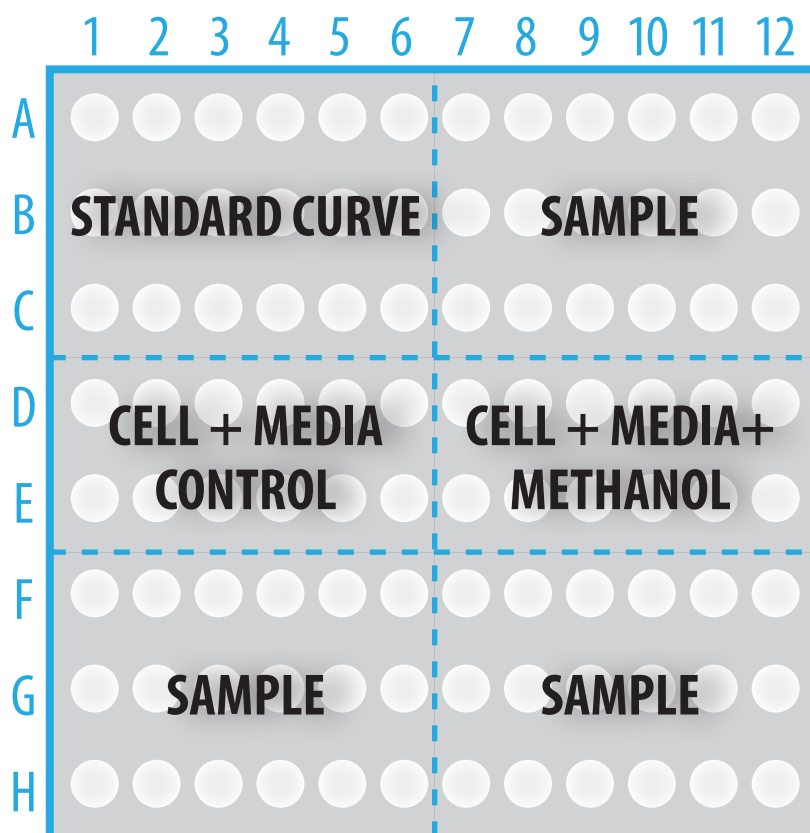 1 2 3 4 5 6 7 8 9 10 11 12
A
B STANDARD CURVE SAMPLE
C
D
CELL + MEDIA CELL + MEDIA+
E CONTROL METHANOL
F
G SAMPLE SAMPLE
H